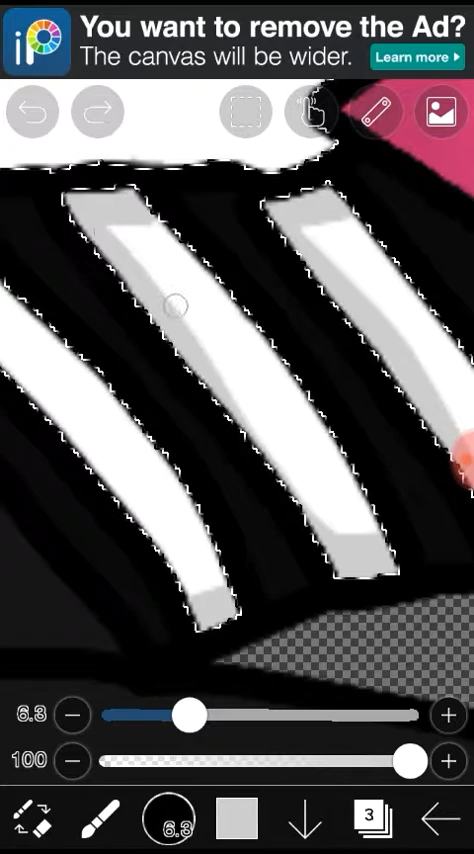 iP
You want to remove the Ad?
The canvas will be wider.
Learn more
6.3
100
6.3
3